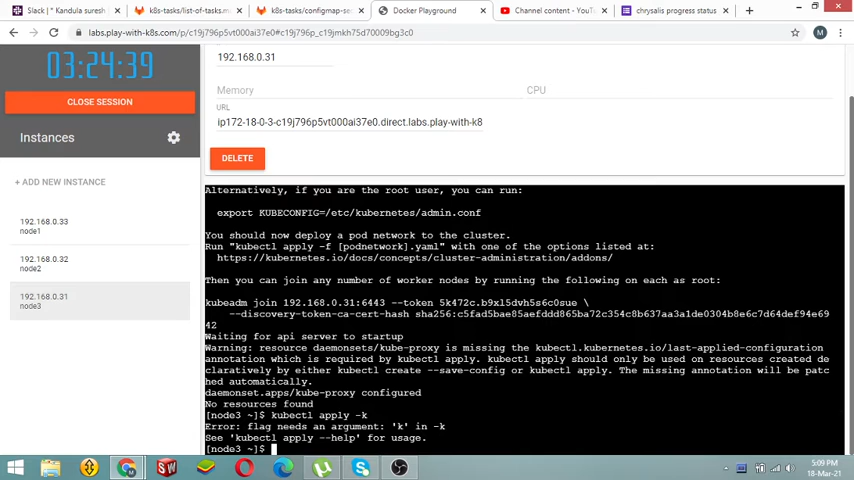 Slack | * Kandula suresh |
k8s-tasks/list-of-tasks.m
k8s-tasks/configmap-sec
Docker Playground
Channel content - YouTu
chrysalis progress status
labs.play-with-k8s.com/p/c19j796p5vt000ai37e0#c19j796p_c19jmkh75d70009bg3c0
M
03:24:39
CLOSE SESSION
Instances
+ ADD NEW INSTANCE
192.168.0.33
node1
192.168.0.32
node2
192.168.0.31
node3
192.168.0.31
Memory
CPU
URL
ip172-18-0-3-c19j796p5vt000ai37e0.direct.labs.play-with-k8
DELETE
Alternatively, if you are the root user, you can run:
export KUBECONFIG=/etc/kubernetes/admin.conf
You should now deploy a pod network to the cluster.
Run "kubectl apply -f [podnetwork].yaml" with one of the options listed at:
https://kubernetes.io/docs/concepts/cluster-administration/addons/
Then you can join any number of worker nodes by running the following on each as root:
kubeadm join 192.168.0.31:6443 --token 5k472c.b9xl5dvh5s6c0sue \
--discovery-token-ca-cert-hash sha256:c5fad5bae85aefddd865ba72c354c8b637aa3a1de0304b8e6c7d64def94e69
42
Waiting for api server to startup
Warning: resource daemonsets/kube-proxy is missing the kubectl.kubernetes.io/last-applied-configuration
annotation which is required by kubectl apply. kubectl apply should only be used on resources created de
claratively by either kubectl create --save-config or kubectl apply. The missing annotation will be patc
hed automatically.
daemonset.apps/kube-proxy configured
No resources found
[node3 ~]$ kubectl apply -k
Error: flag needs an argument: 'k' in -k
See 'kubectl apply --help' for usage.
[node3 ~]$
5:09 PM
18-Mar-21